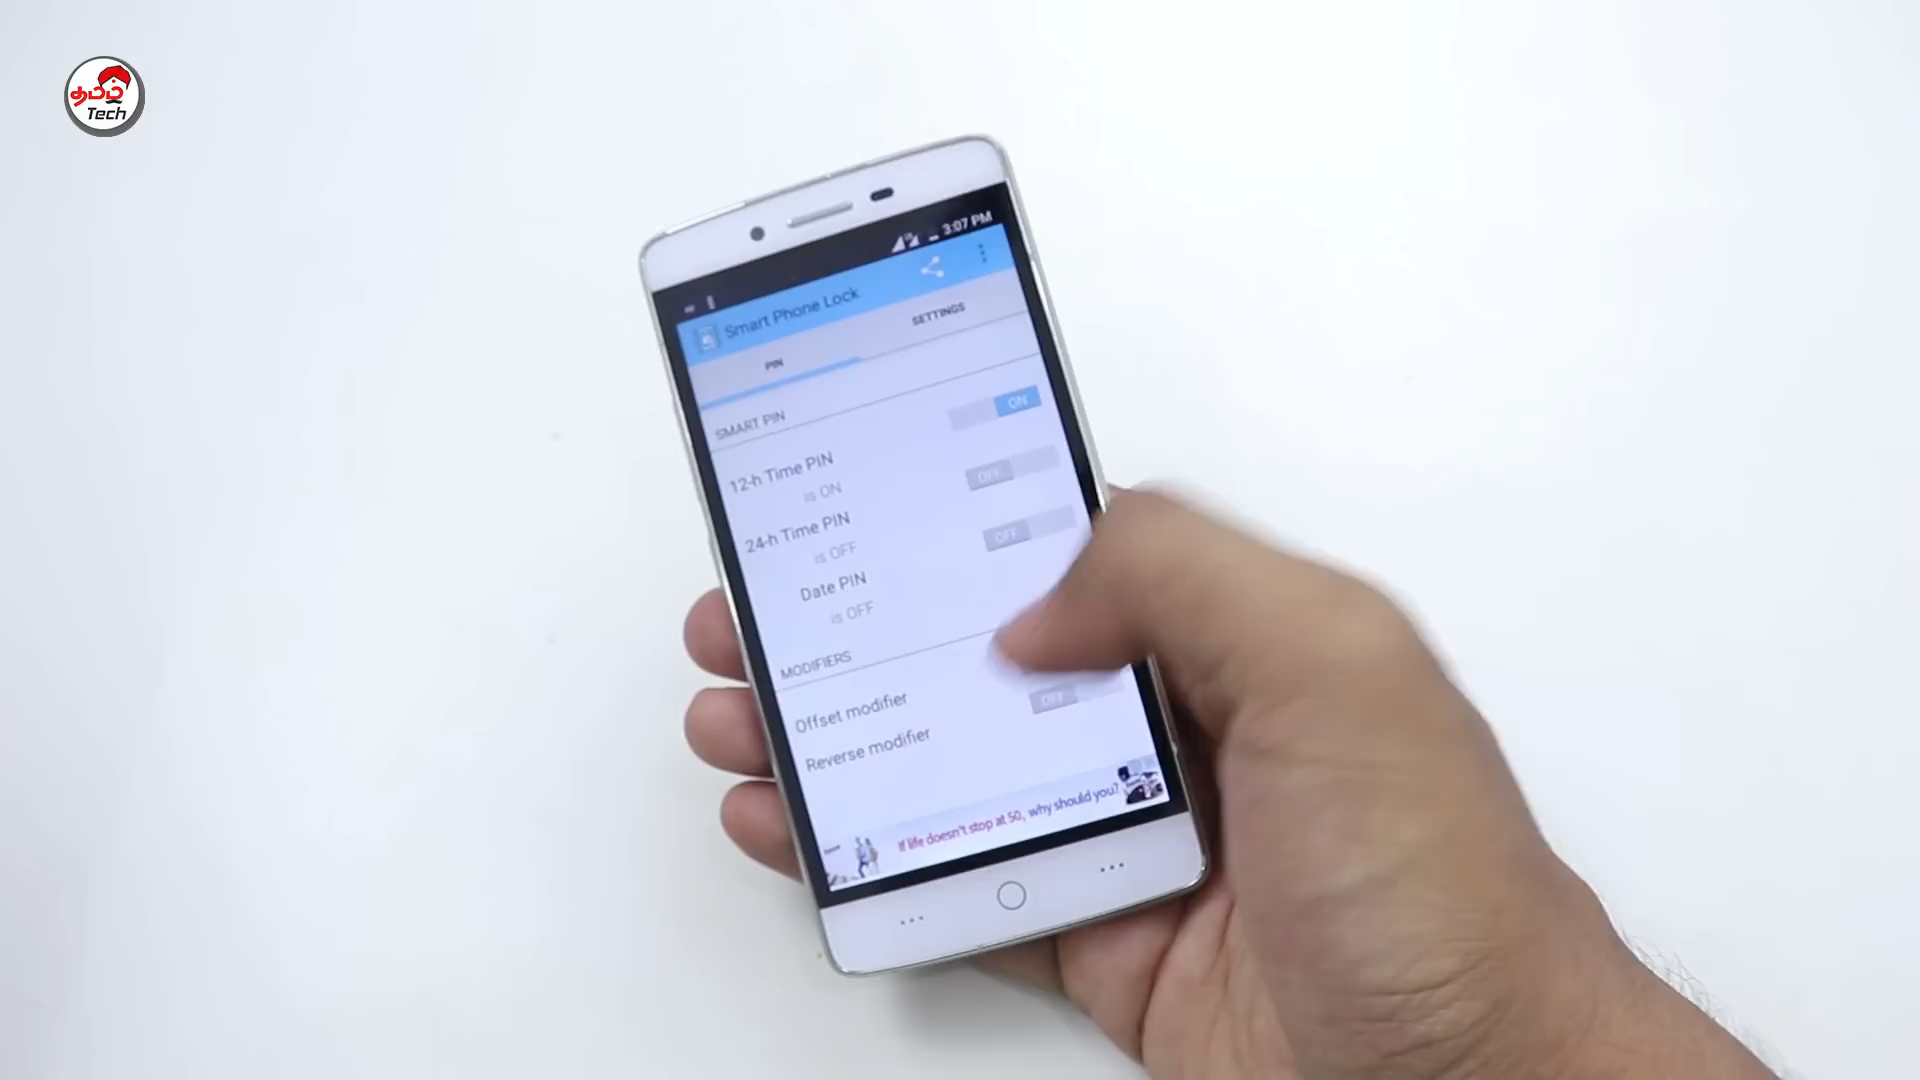 தமிழ்
Tech
3:07 PM
Smart Phone Lock
PIN
SETTINGS
SMART PIN
ON
12-h Time PIN
is ON
OFF
24-h Time PIN
is OFF
OFF
Date PIN
is OFF
MODIFIERS
Offset modifier
OFF
Reverse modifier
If life doesn't stop at 50, why should you?